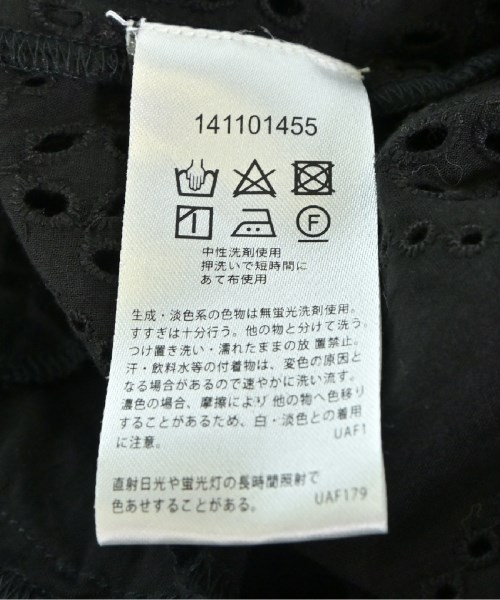 141101455
F
中性洗剤使用
押洗いで短時間に
あて布使用
生成・淡色系の色物は無蛍光洗剤使用。
すすぎは十分行う。他の物と分けて洗う。
つけ置き洗い・濡れたままの放置禁止。
汗・飲料水等の付着物は、変色の原因と
なる場合があるので速やかに洗い流す。
濃色の場合、摩擦により他の物へ色移り
することがあるため、白・淡色との着用
に注意。 UAF1
直射日光や蛍光灯の長時間照射で
色あせすることがある。 UAF179